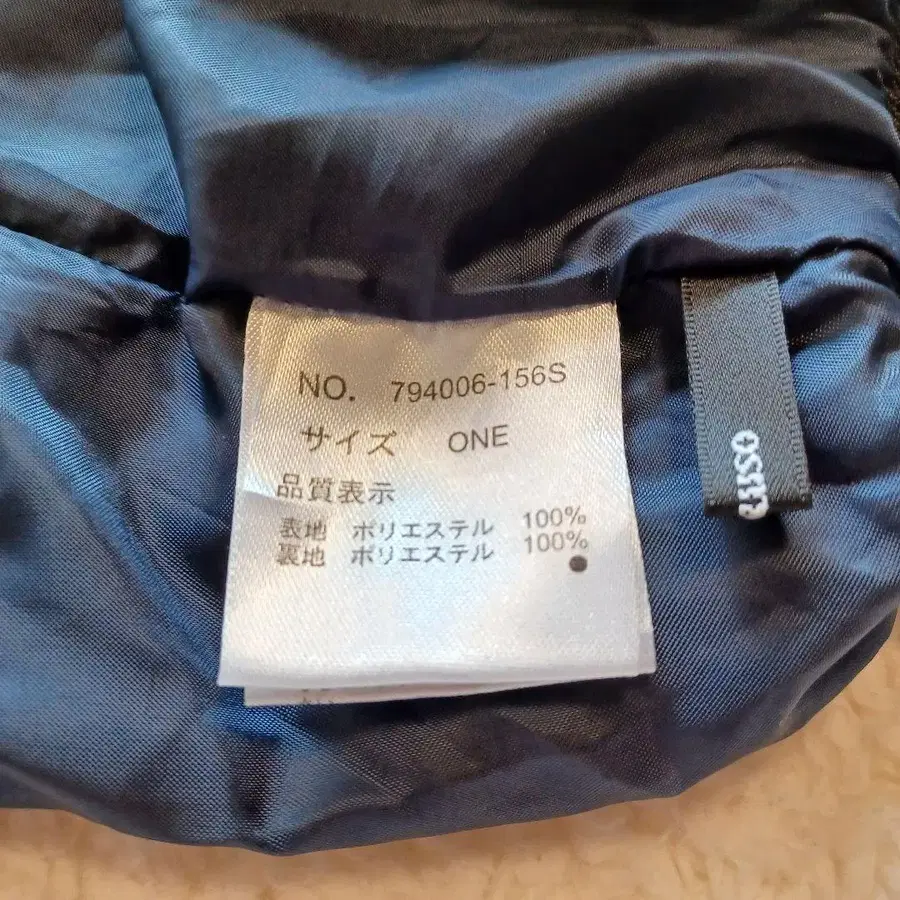 NO. 794006-156S
サイズ ONE
品質表示
表地 ポリエステル 100%
裏地 ポリエステル 100%